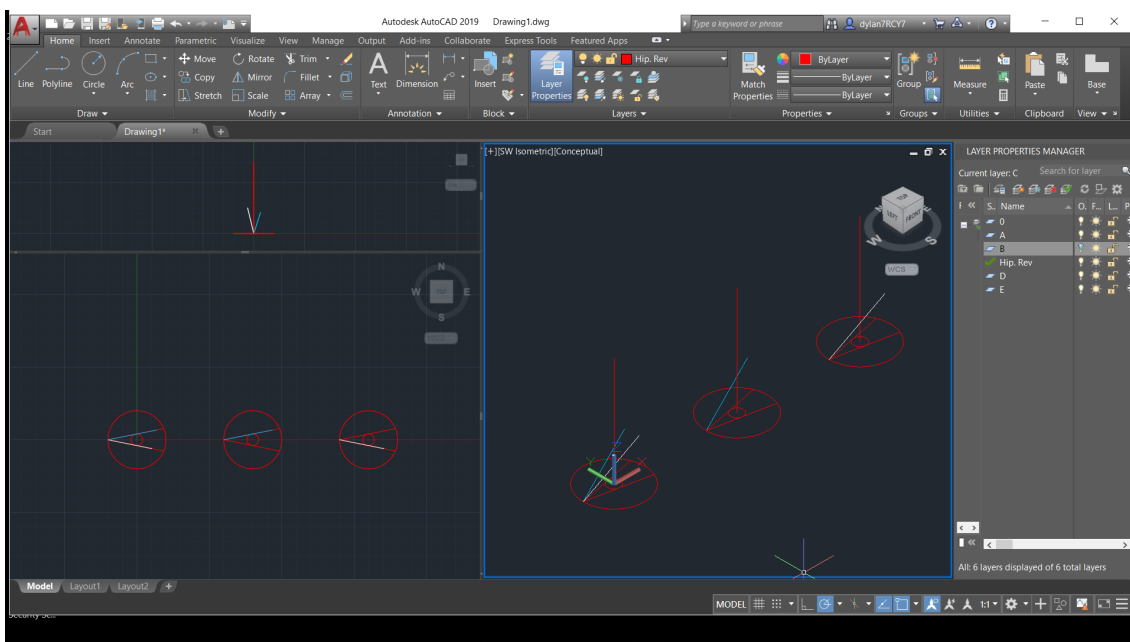 Autodesk AutoCAD 2019 Drawing1.dwg
Type a keyword or phrase
dylan7RCY7
Home Insert Annotate Parametric Visualize View Manage Output Add-ins Collaborate Express Tools Featured Apps
Line Polyline Circle Arc
Move Rotate Trim
Copy Mirror Fillet
Stretch Scale Array
Text Dimension
Insert
Layer Properties
Hip. Rev
Match Properties
ByLayer
ByLayer
ByLayer
Group
Measure
Paste
Base
Draw Modify Annotation Block Layers Properties Groups Utilities Clipboard View
Start Drawing1* +
[+][SW Isometric][Conceptual]
TOP
LEFT FRONT
S
WCS
N
W TOP E
S
Y X
LAYER PROPERTIES MANAGER
Current layer: C Search for layer
S.. Name O. F... L... P
0
A
B
Hip. Rev
D
E
All: 6 layers displayed of 6 total layers
Model Layout1 Layout2 +
MODEL 1:1